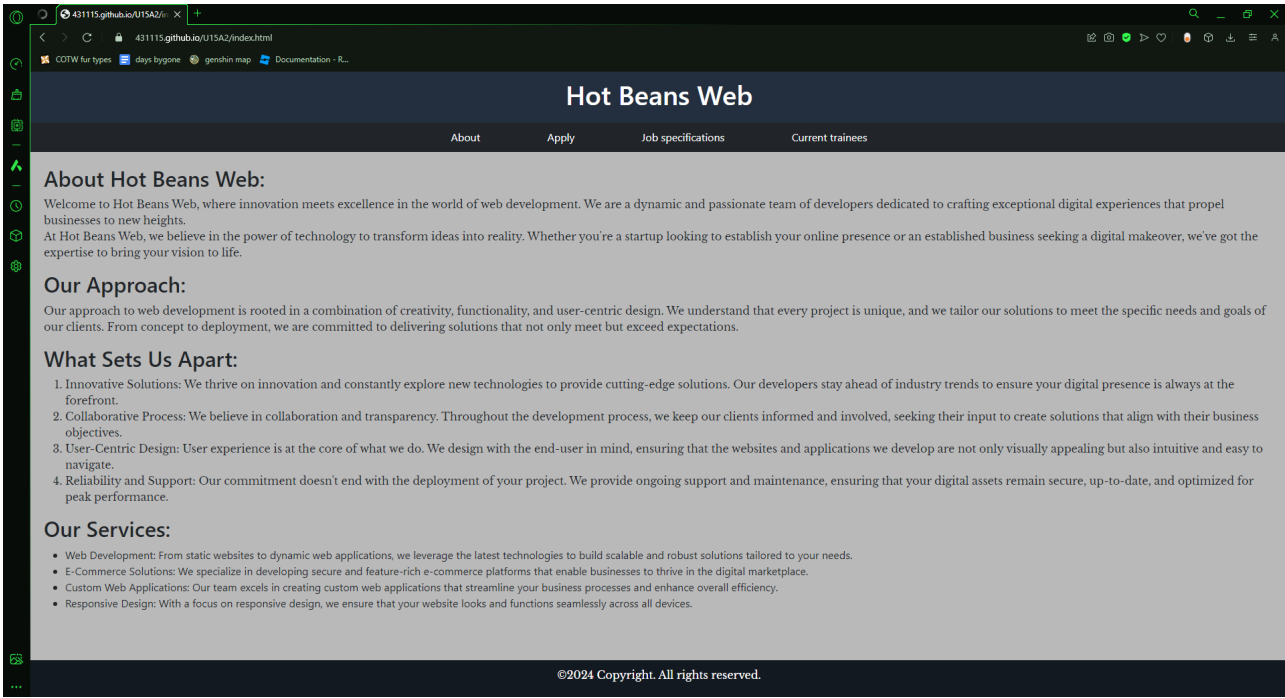 431115.github.io/U15A2/in
431115.github.io/U15A2/index.html
COTW fur types days bygone genshin map Documentation - R...
Hot Beans Web
About Apply Job specifications Current trainees
About Hot Beans Web:
Welcome to Hot Beans Web, where innovation meets excellence in the world of web development. We are a dynamic and passionate team of developers dedicated to crafting exceptional digital experiences that propel
businesses to new heights.
At Hot Beans Web, we believe in the power of technology to transform ideas into reality. Whether you're a startup looking to establish your online presence or an established business seeking a digital makeover, we've got the
expertise to bring your vision to life.
Our Approach:
Our approach to web development is rooted in a combination of creativity, functionality, and user-centric design. We understand that every project is unique, and we tailor our solutions to meet the specific needs and goals of
our clients. From concept to deployment, we are committed to delivering solutions that not only meet but exceed expectations.
What Sets Us Apart:
1. Innovative Solutions: We thrive on innovation and constantly explore new technologies to provide cutting-edge solutions. Our developers stay ahead of industry trends to ensure your digital presence is always at the
forefront.
2. Collaborative Process: We believe in collaboration and transparency. Throughout the development process, we keep our clients informed and involved, seeking their input to create solutions that align with their business
objectives.
3. User-Centric Design: User experience is at the core of what we do. We design with the end-user in mind, ensuring that the websites and applications we develop are not only visually appealing but also intuitive and easy to
navigate.
4. Reliability and Support: Our commitment doesn't end with the deployment of your project. We provide ongoing support and maintenance, ensuring that your digital assets remain secure, up-to-date, and optimized for
peak performance.
Our Services:
• Web Development: From static websites to dynamic web applications, we leverage the latest technologies to build scalable and robust solutions tailored to your needs.
• E-Commerce Solutions: We specialize in developing secure and feature-rich e-commerce platforms that enable businesses to thrive in the digital marketplace.
• Custom Web Applications: Our team excels in creating custom web applications that streamline your business processes and enhance overall efficiency.
• Responsive Design: With a focus on responsive design, we ensure that your website looks and functions seamlessly across all devices.
©2024 Copyright. All rights reserved.